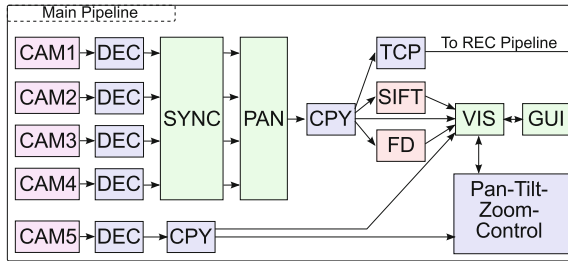 Main Pipeline
CAM1 DEC
CAM2 DEC
CAM3 DEC
CAM4 DEC
CAM5 DEC CPY
SYNC
PAN
CPY
TCP
To REC Pipeline
SIFT
FD
VIS
GUI
Pan-Tilt-
Zoom-
Control